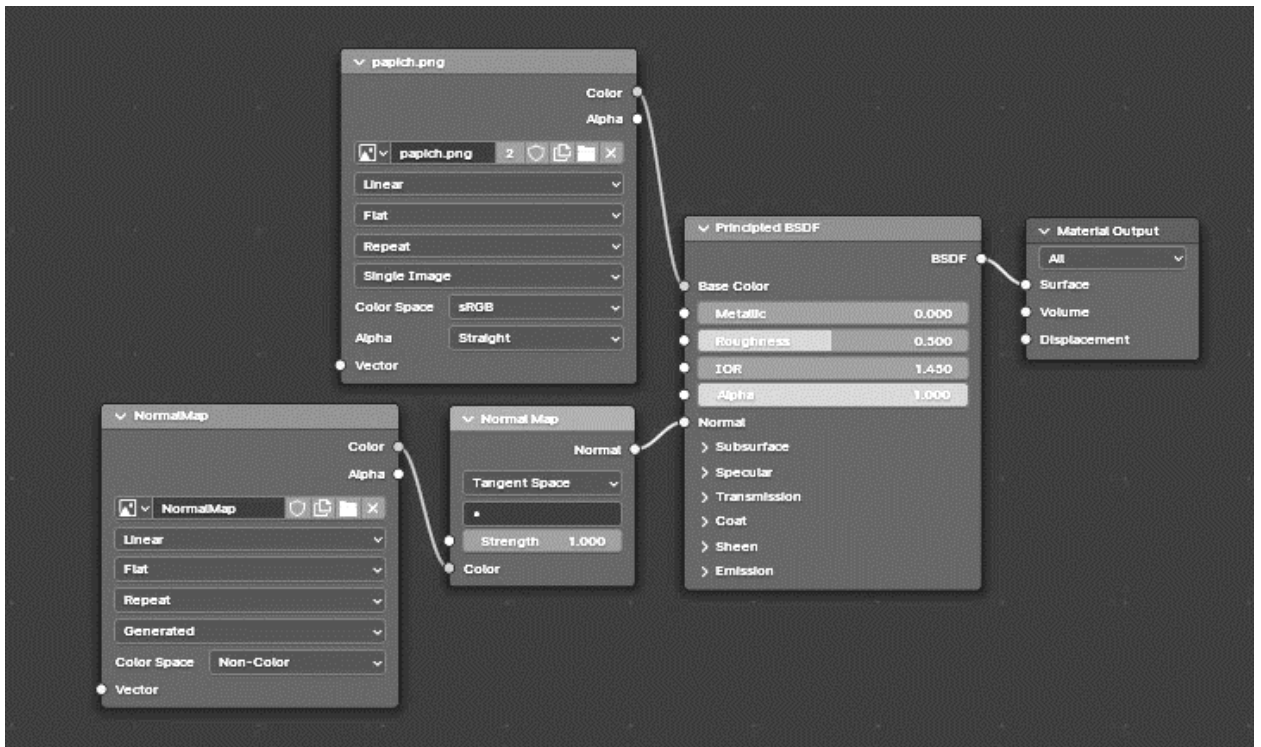 papich.png
Color
Alpha
papich.png 2
Linear
Flat
Repeat
Single Image
Color Space sRGB
Alpha Straight
Vector
NormalMap
Color
Alpha
NormalMap
Linear
Flat
Repeat
Generated
Color Space Non-Color
Vector
Normal Map
Normal
Tangent Space
Strength 1.000
Color
Principled BSDF
BSDF
Base Color
Metallic 0.000
Roughness 0.500
IOR 1.450
Alpha 1.000
Normal
Subsurface
Specular
Transmission
Coat
Sheen
Emission
Material Output
All
Surface
Volume
Displacement